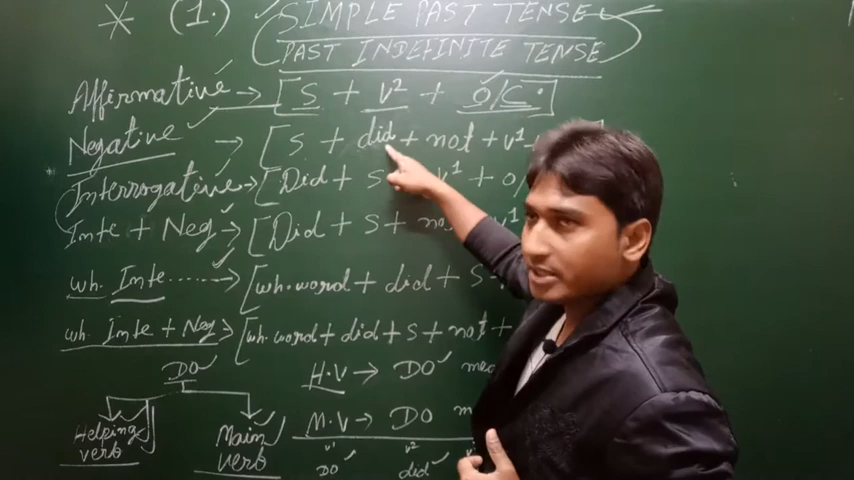 * (1.) SIMPLE PAST TENSE
PAST INDEFINITE TENSE
Affirmative → [S + v² + O/C.]
Negative → [S + did + not + v¹
Interrogative → [Did + S v¹ + O/
Inte + Neg → [Did + S + v¹
wh. Inte ....... → [wh.word + did + S
wh. Inte + Neg → [wh.word + did + S + not +
DO
H.V → DO
Helping verb
Main verb
M.V → DO
v¹ v²
DO did